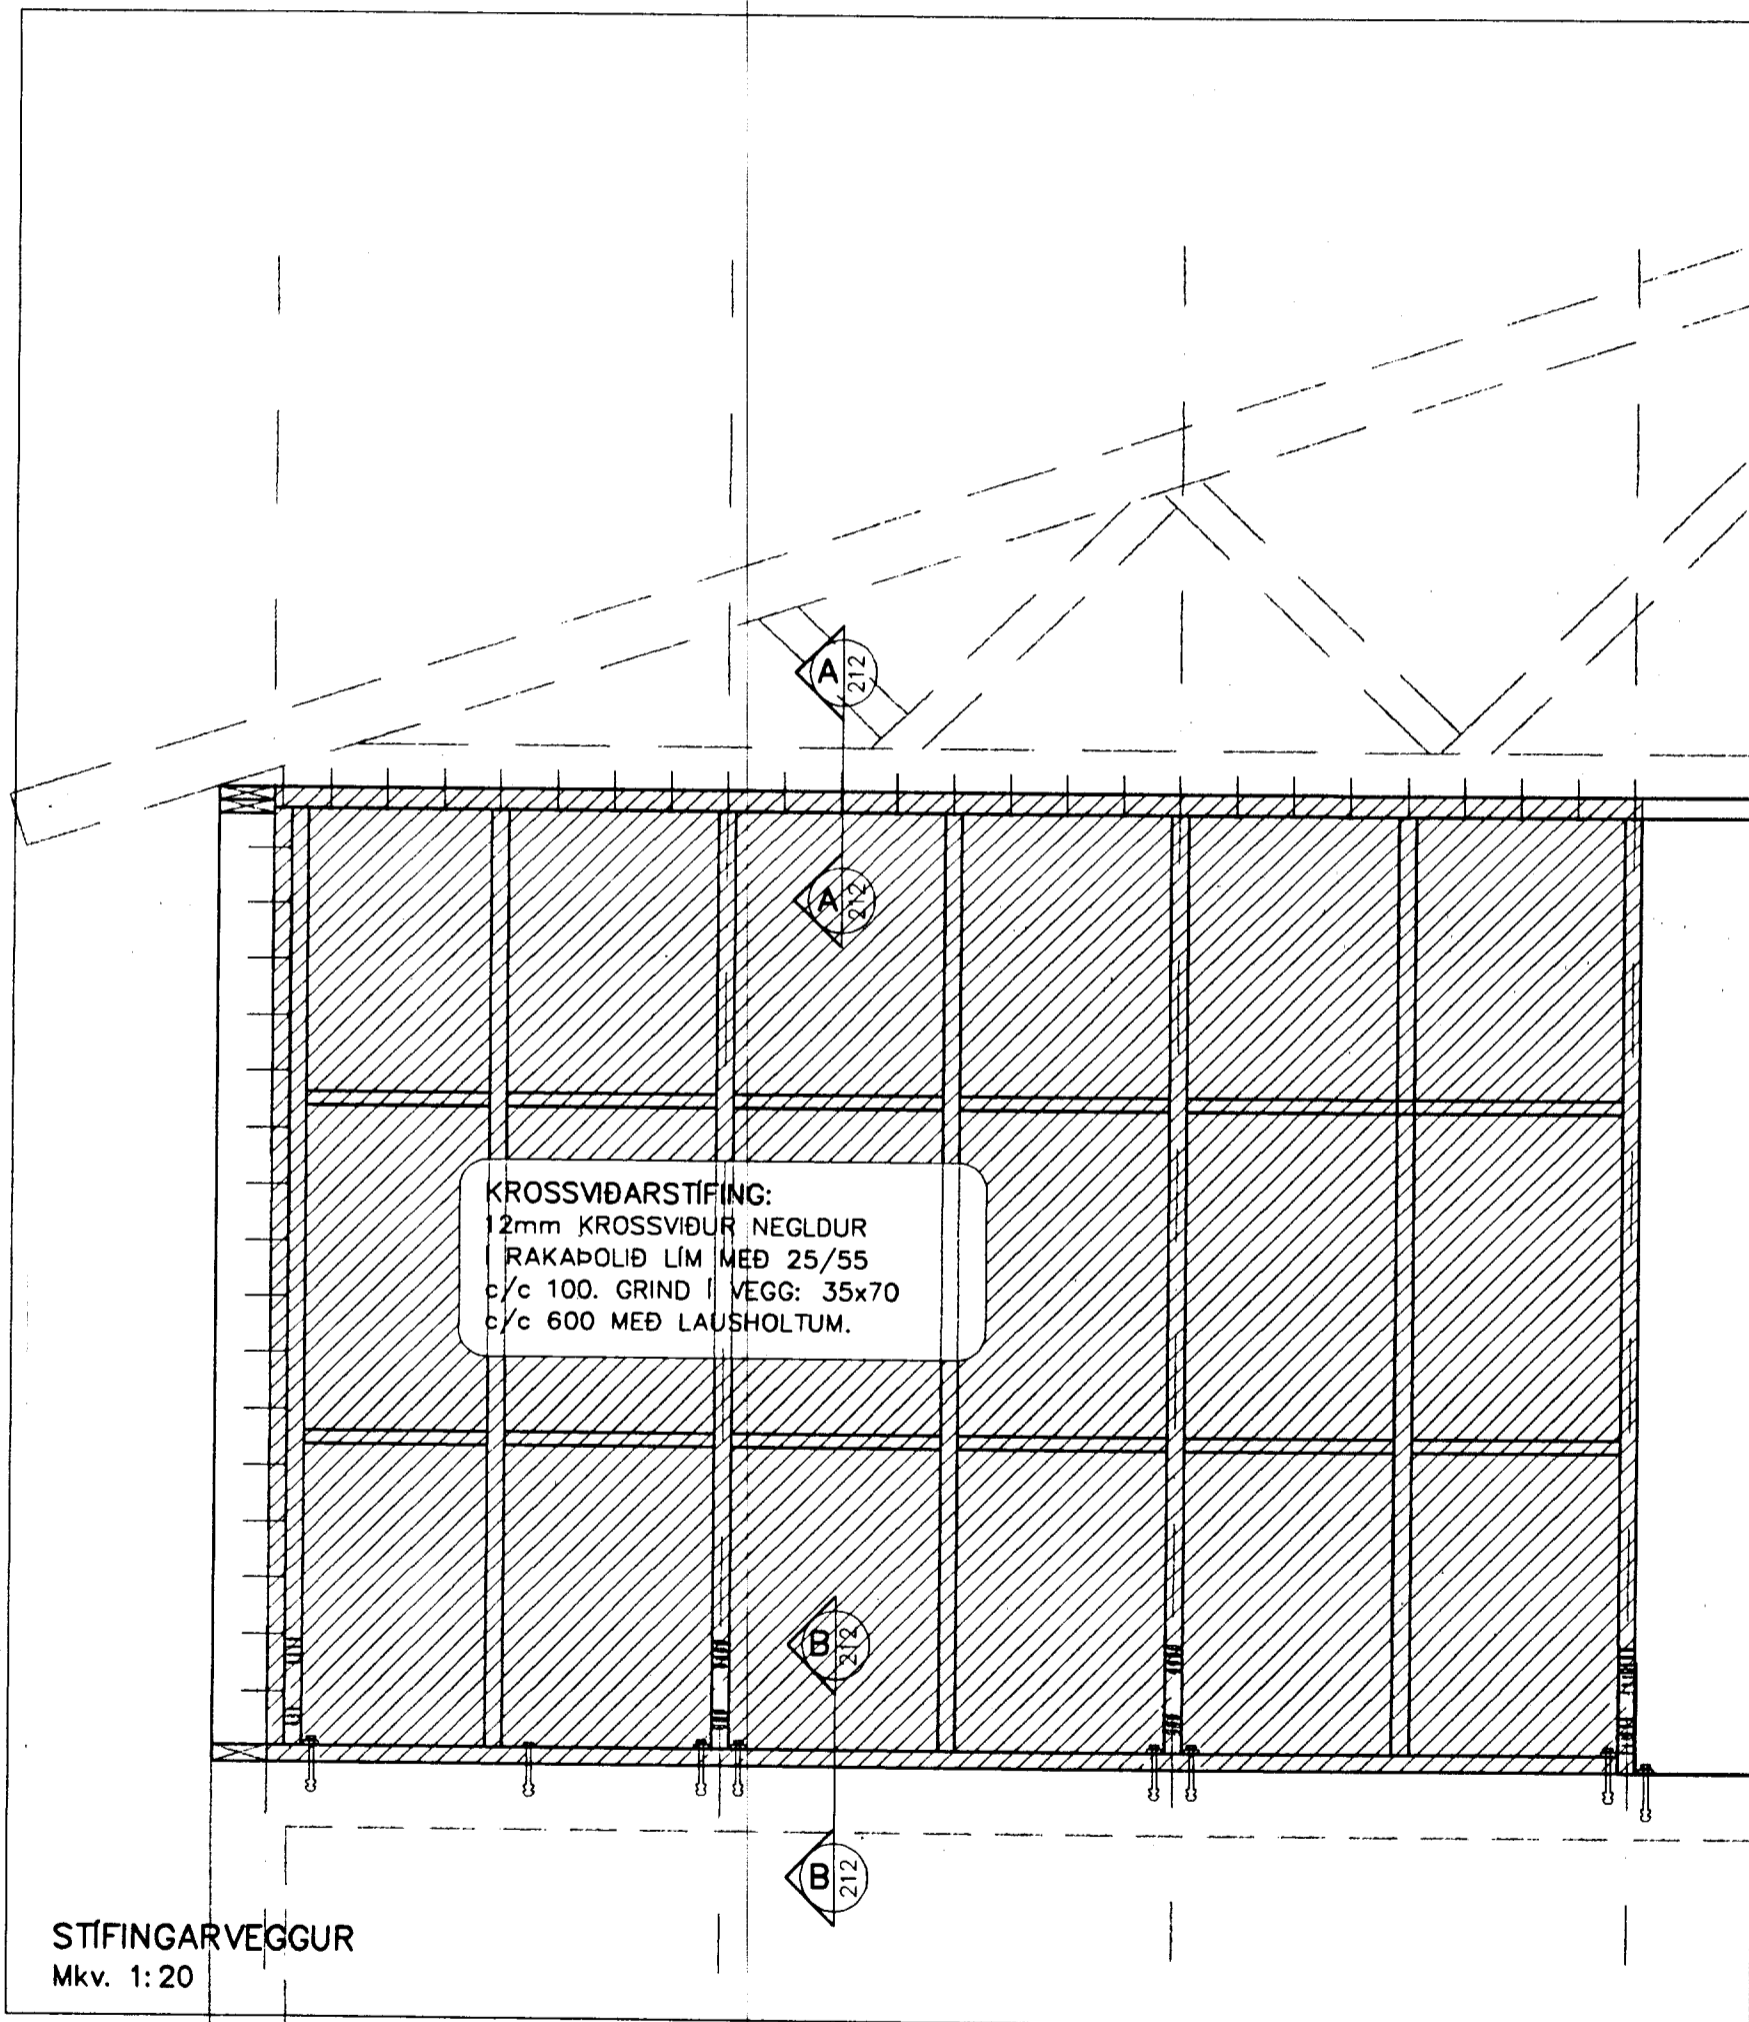 A
212
A
212
KROSSVIÐARSTÍFING:
12mm KROSSVIÐUR NEGLDUR
Í RAKAÞOLIÐ LÍM MEÐ 25/55
c/c 100. GRIND Í VEGG: 35x70
c/c 600 MEÐ LAUSHOLTUM.
B
212
B
212
STÍFINGARVEGGUR
Mkv. 1:20